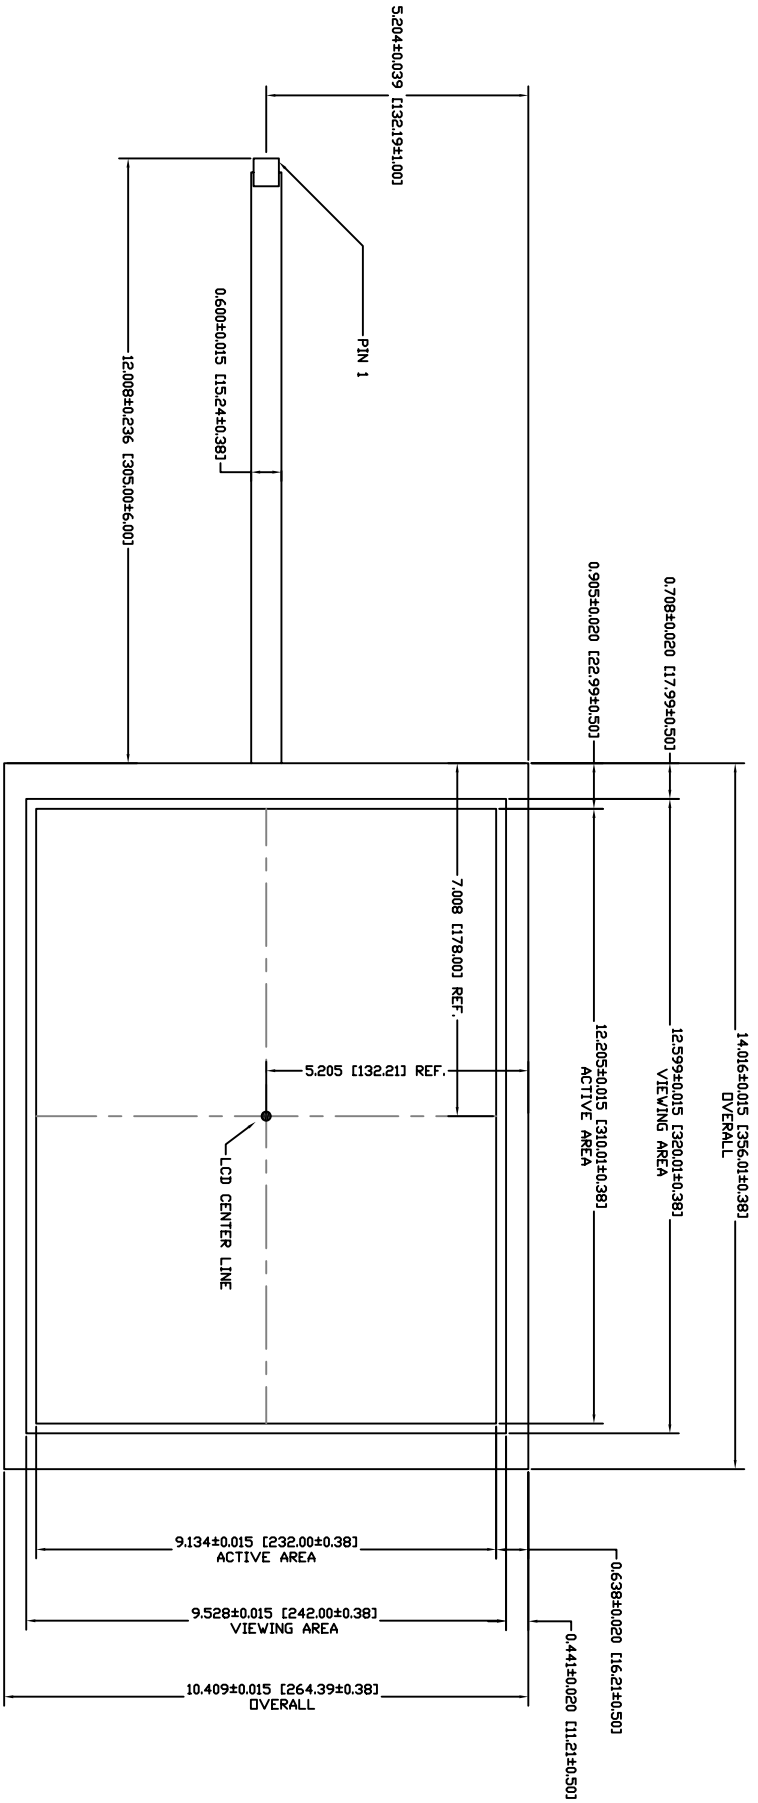 5.204±0.039 [132.19±1.00]
PIN 1
0.600±0.015 [15.24±0.38]
12.008±0.236 [305.00±6.00]
0.708±0.020 [17.99±0.50]
0.905±0.020 [22.99±0.50]
14.016±0.015 [356.01±0.38]
OVERALL
12.599±0.015 [320.01±0.38]
VIEWING AREA
12.205±0.015 [310.01±0.38]
ACTIVE AREA
7.008 [178.00] REF.
5.205 [132.21] REF.
LCD CENTER LINE
9.134±0.015 [232.00±0.38]
ACTIVE AREA
9.528±0.015 [242.00±0.38]
VIEWING AREA
10.409±0.015 [264.39±0.38]
OVERALL
0.638±0.020 [16.21±0.50]
0.441±0.020 [11.21±0.50]